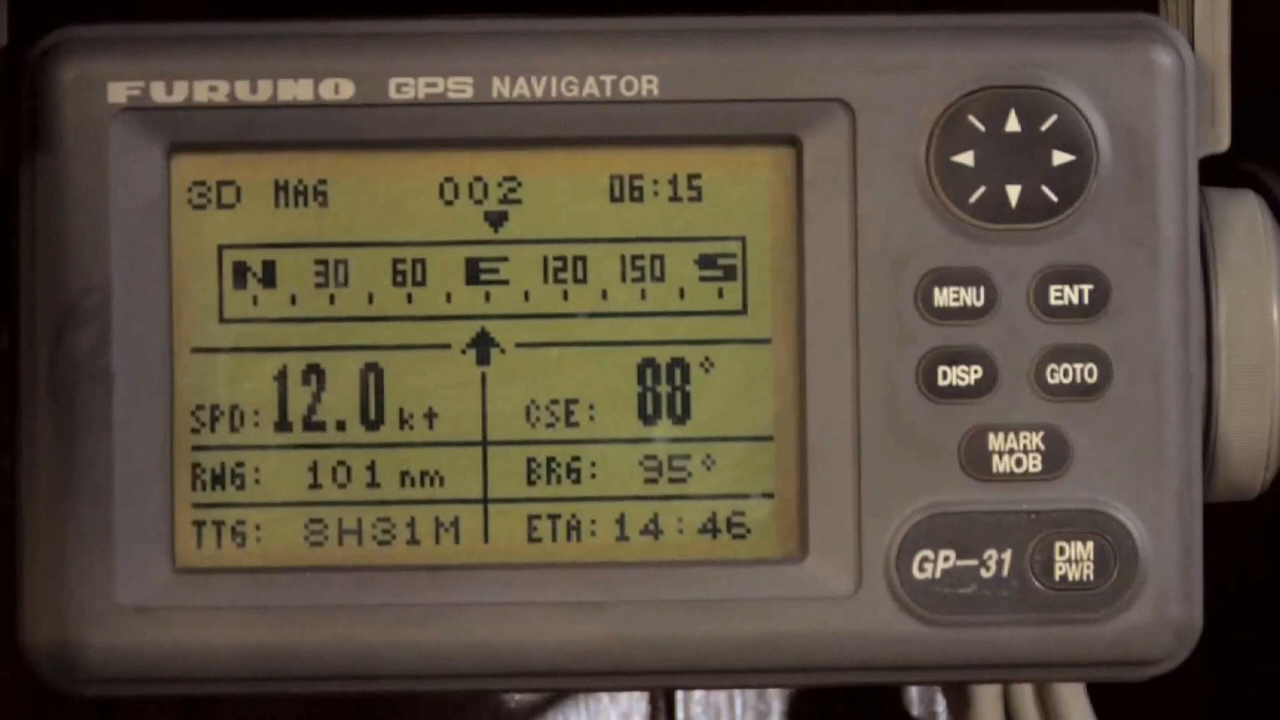 FURUNO GPS NAVIGATOR
3D MAG 002 06:15
N 30 60 E 120 150 S
SPD: 12.0 kt CSE: 88°
RNG: 101 nm BRG: 95°
TTG: 8H31M ETA: 14:46
MENU ENT
DISP GOTO
MARK
MOB
GP-31
DIM
PWR